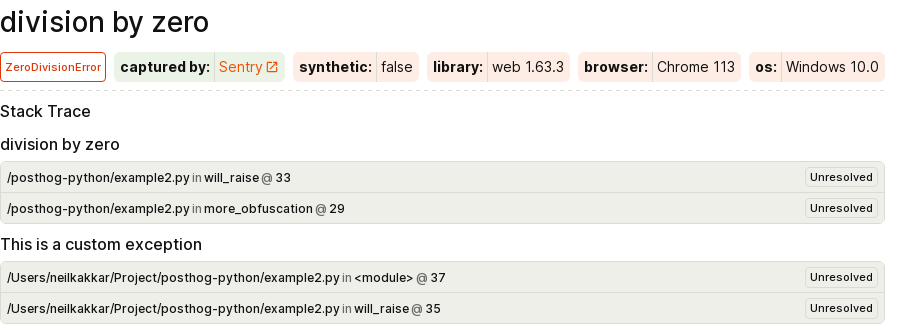 division by zero
ZeroDivisionError captured by: Sentry synthetic: false library: web 1.63.3 browser: Chrome 113 os: Windows 10.0
Stack Trace
division by zero
/posthog-python/example2.py in will_raise @ 33 Unresolved
/posthog-python/example2.py in more_obfuscation @ 29 Unresolved
This is a custom exception
/Users/neilkakkar/Project/posthog-python/example2.py in <module> @ 37 Unresolved
/Users/neilkakkar/Project/posthog-python/example2.py in will_raise @ 35 Unresolved